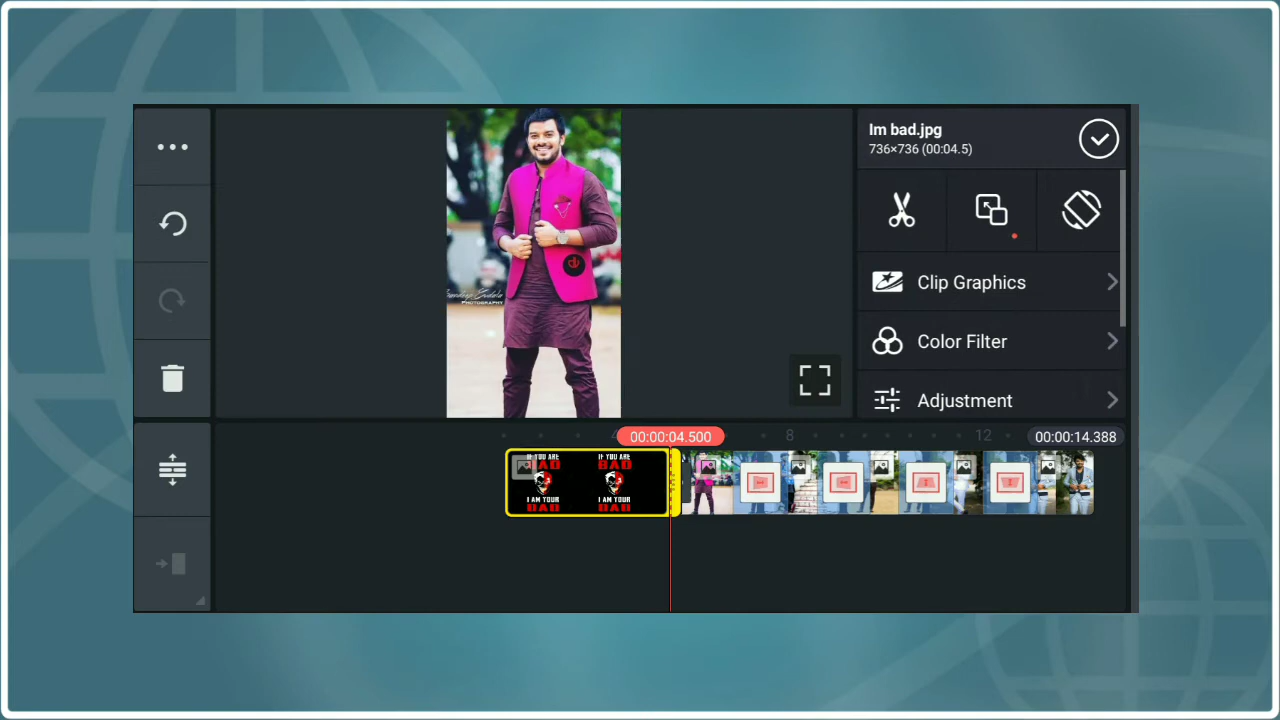 Im bad.jpg
736×736 (00:04.5)
PHOTOGRAPHY
Clip Graphics
Color Filter
Adjustment
00:00:04.500
8
12
00:00:14.388
IF YOU ARE
BAD
I AM YOUR
DAD
IF YOU ARE
BAD
I AM YOUR
DAD